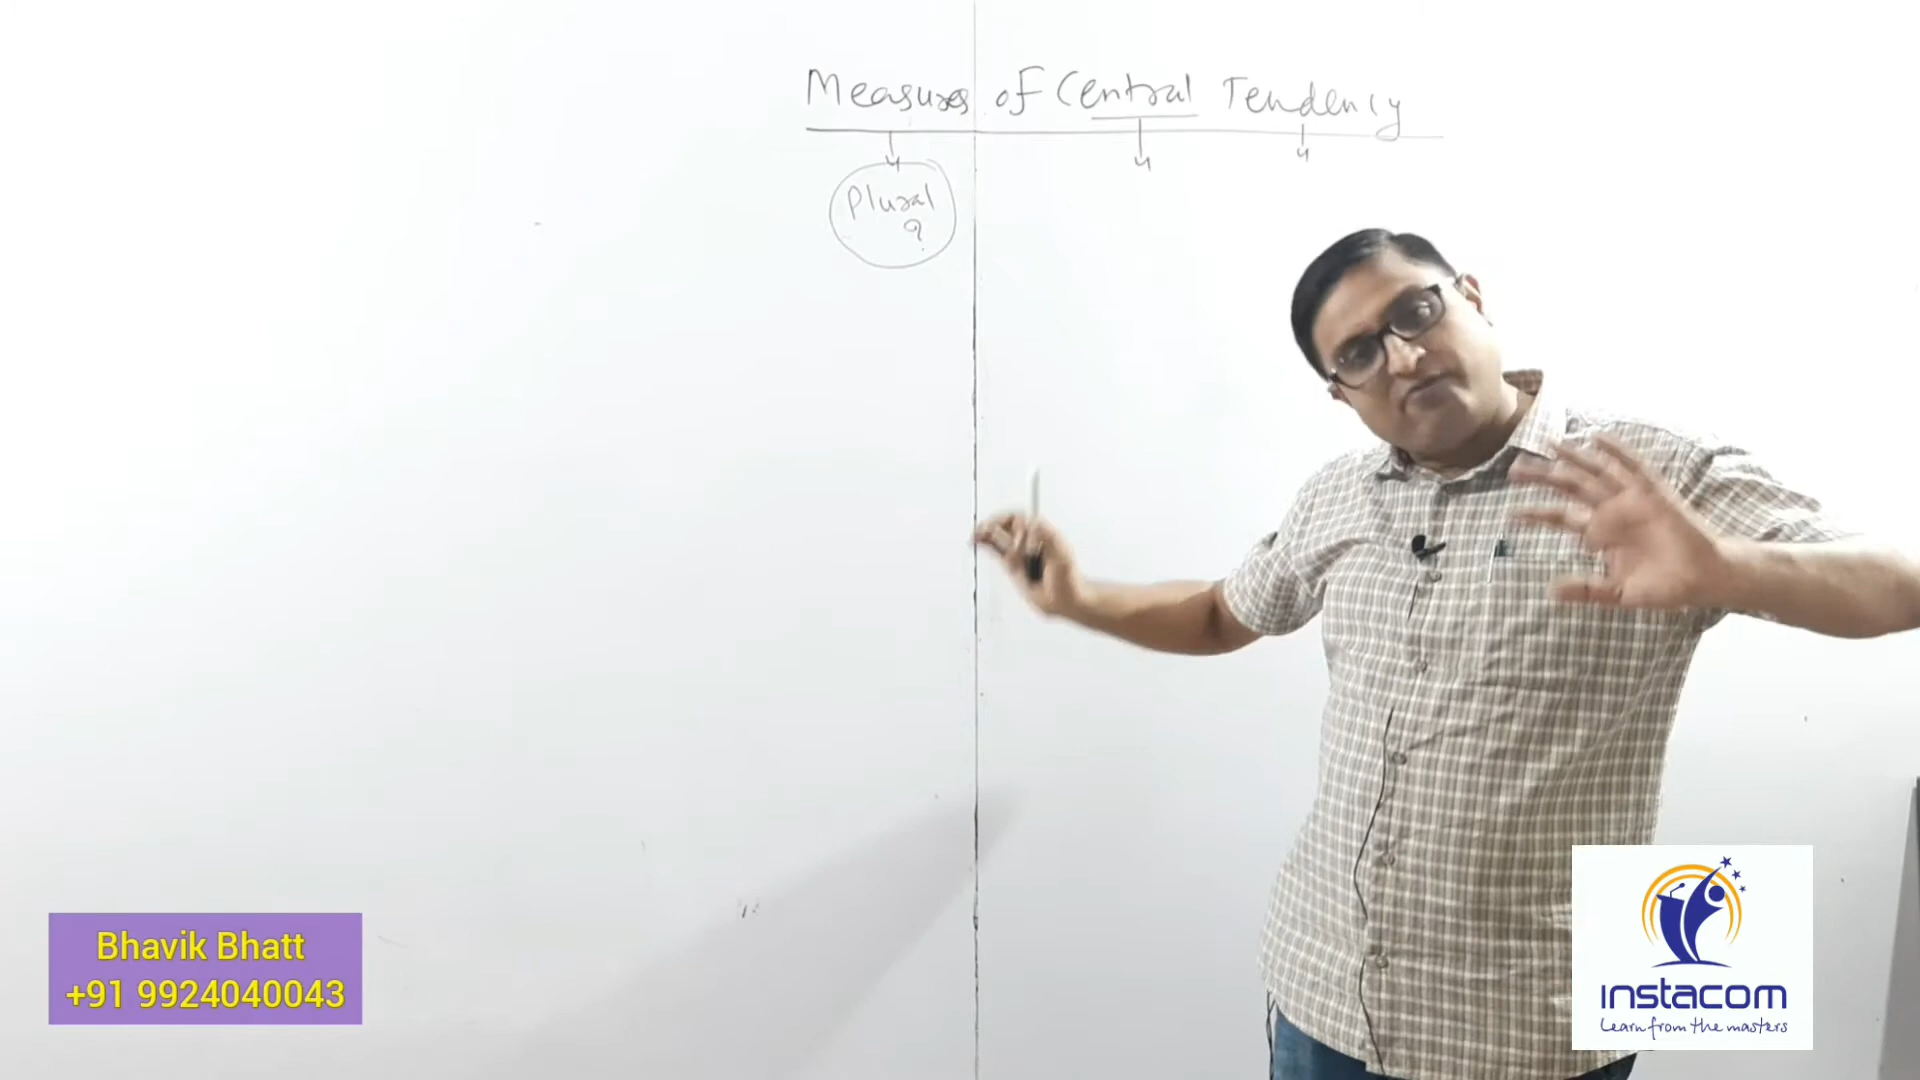 Measures of Central Tendency
Plural
?
Bhavik Bhatt
+91 9924040043
instacom
Learn from the masters